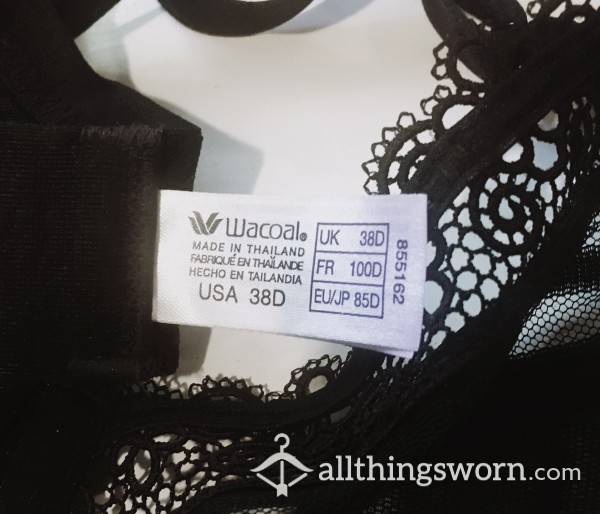 Wacoal®
MADE IN THAILAND
FABRIQUÉ EN THAÏLANDE
HECHO EN TAILANDIA
USA 38D
UK 38D
FR 100D
EU/JP 85D
855162
allthingsworn.com